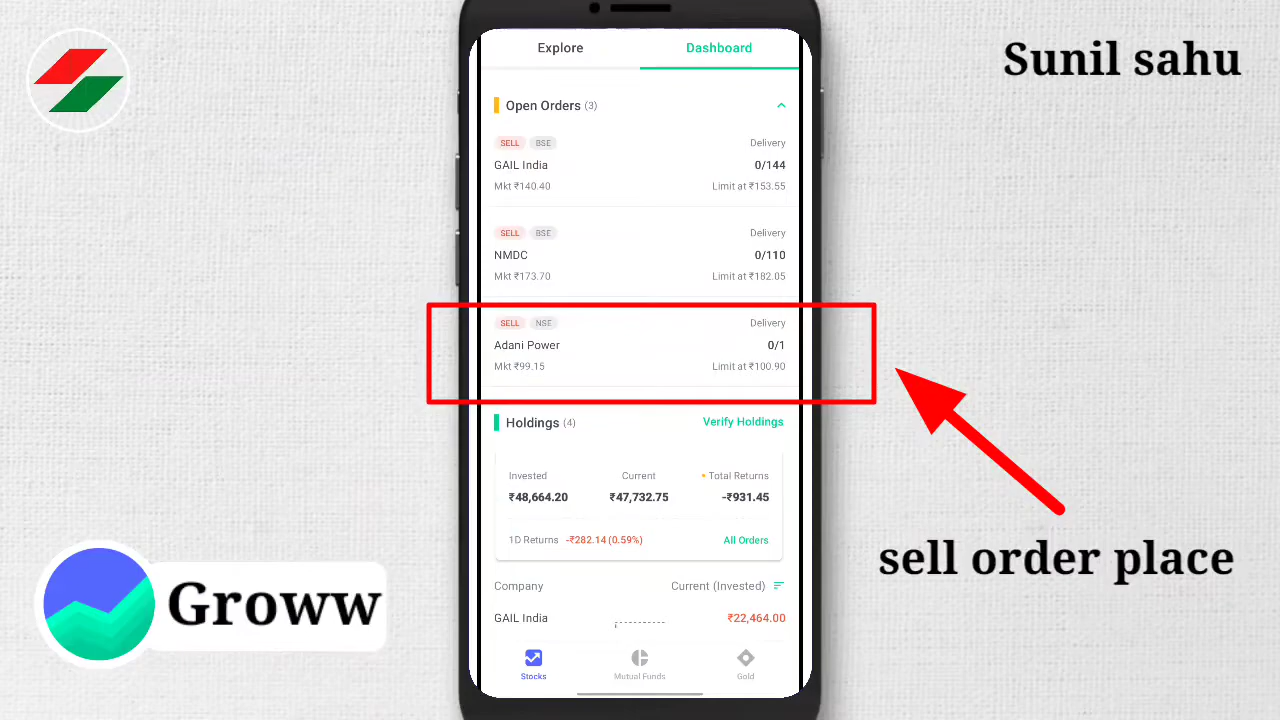 Explore Dashboard
Sunil sahu
Open Orders (3)
SELL BSE Delivery
GAIL India 0/144
Mkt ₹140.40 Limit at ₹153.55
SELL BSE Delivery
NMDC 0/110
Mkt ₹173.70 Limit at ₹182.05
SELL NSE Delivery
Adani Power 0/1
Mkt ₹99.15 Limit at ₹100.90
Holdings (4) Verify Holdings
Invested Current Total Returns
₹48,664.20 ₹47,732.75 -₹931.45
1D Returns -₹282.14 (0.59%) All Orders
sell order place
Company Current (Invested)
Groww
GAIL India ₹22,464.00
Stocks Mutual Funds Gold